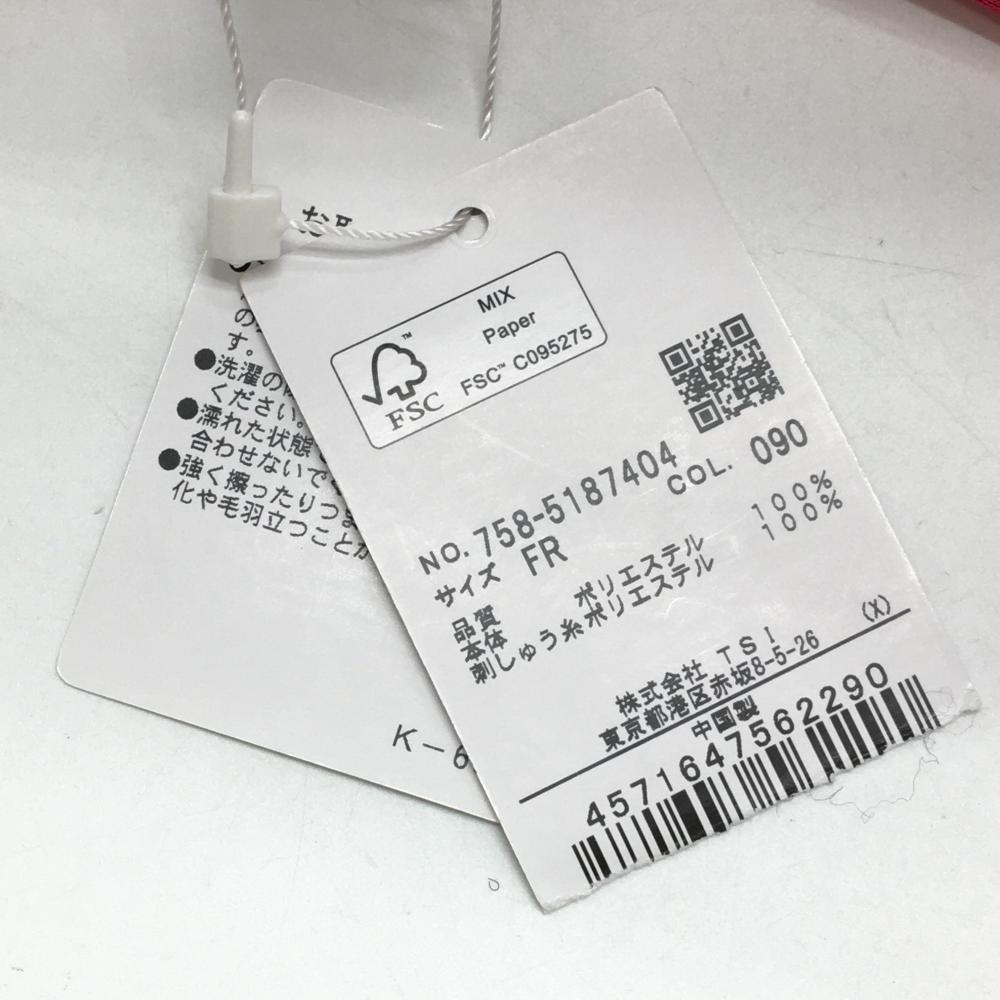 MIX
Paper
FSC™ C095275
FSC
NO. 758-5187404
COL. 090
サイズ FR
品質
本体 ポリエステル 100%
刺しゅう糸 ポリエステル 100%
(X)
株式会社 TSI
東京都港区赤坂8-5-26
中国製
4571647562290
す。
●洗濯の
ください。
●濡れた状態
合わせないで
●強く擦ったりつま
化や毛羽立つことが
K-6